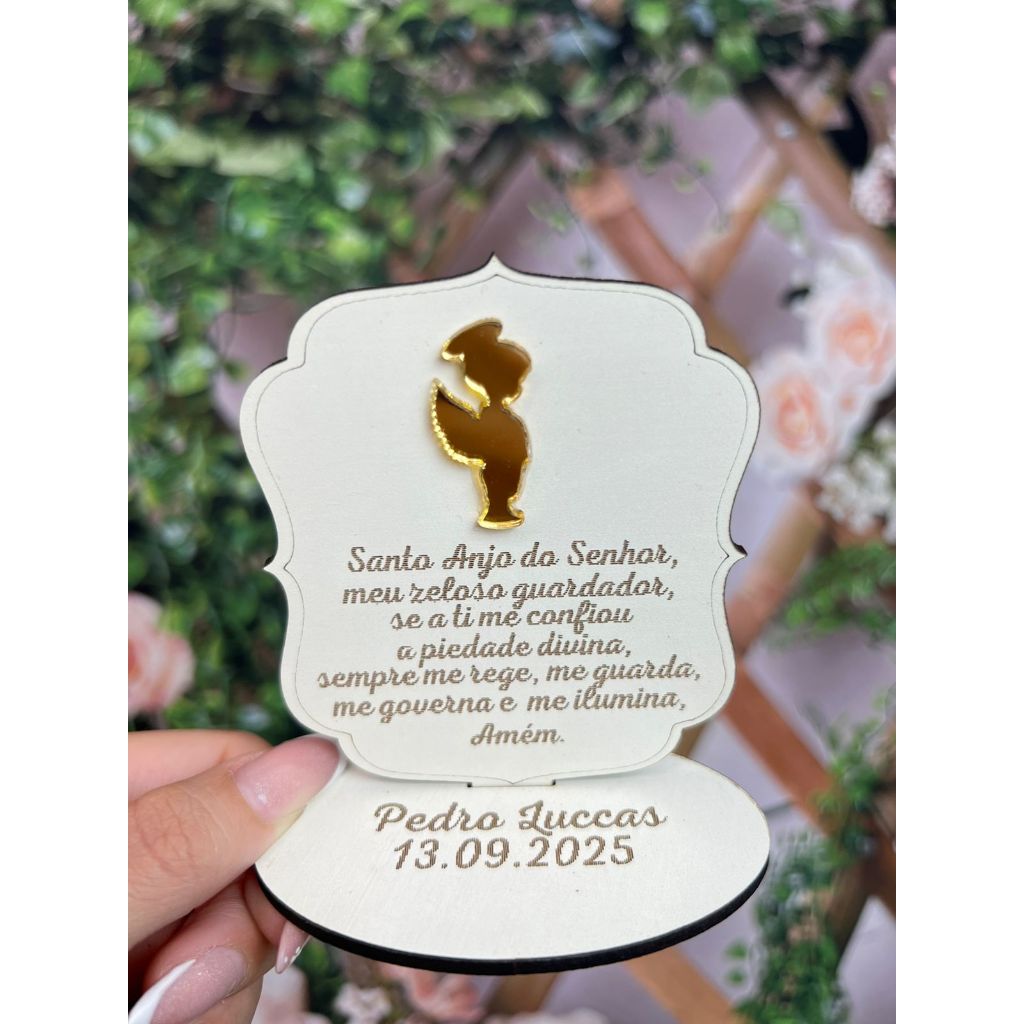 Santo Anjo do Senhor,
meu zeloso guardador,
se a ti me confiou
a piedade divina,
sempre me rege, me guarda,
me governa e me ilumina,
Amém.
Pedro Luccas
13.09.2025